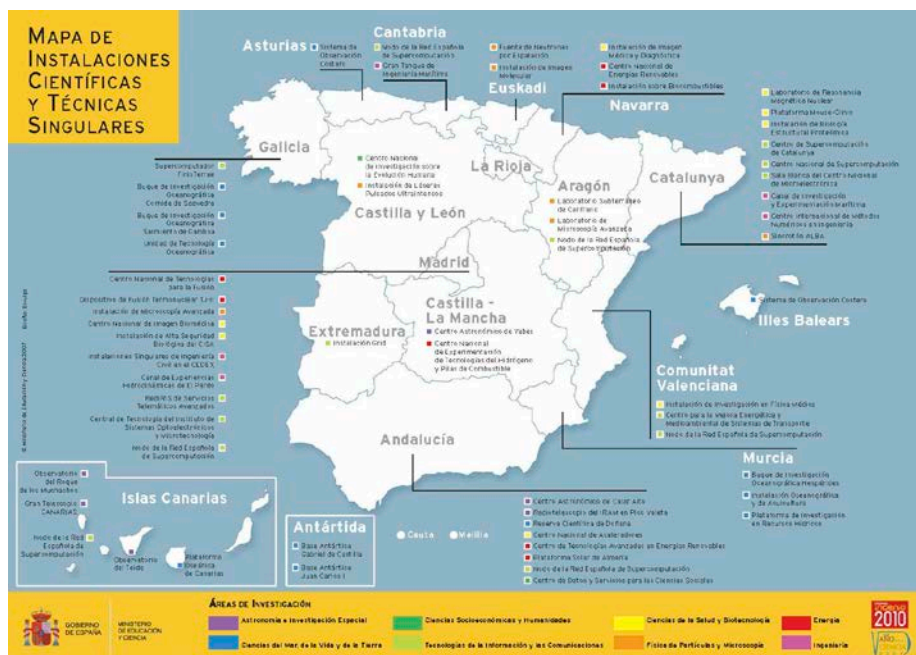 MAPA DE
INSTALACIONES
CIENTÍFICAS
Y TÉCNICAS
SINGULARES
Asturias
Sistema de
Observación
Costero
Cantabria
Nodo de la Red Española
de Supercomputación
Gran Tanque de
Ingeniería Marítima
Fuente de Neutrones
por Espalación
Instalación de Imagen
Molecular
Euskadi
Instalación de Imagen
Médica y Diagnóstica
Centro Nacional de
Energías Renovables
Instalación sobre Biocombustibles
Navarra
Laboratorio de Resonancia
Magnética Nuclear
Plataforma Mouse-Clinic
Instalación de Biología
Estructural Proteómica
Centro de Supercomputación
de Catalunya
Centro Nacional de Supercomputación
Sala Blanca del Centro Nacional
de Microelectrónica
Canal de Investigación
y Experimentación Marítima
Centro Internacional de Métodos
Numéricos en Ingeniería
Sincrotrón ALBA
Catalunya
Galicia
Supercomputador
FinisTerrae
Buque de Investigación
Oceanográfica
Cornide de Saavedra
Buque de Investigación
Oceanográfica
Sarmiento de Gamboa
Unidad de Tecnología
Oceanográfica
Centro Nacional
de Investigación sobre
la Evolución Humana
Instalación de Láseres
Pulsados Ultraintensos
Castilla y León
La Rioja
Aragón
Laboratorio Subterráneo
de Canfranc
Laboratorio de
Microscopía Avanzada
Nodo de la Red Española
de Supercomputación
Madrid
Centro Nacional de Tecnologías
para la Fusión
Dispositivo de Fusión Termonuclear
Instalación de Microscopía Avanzada
Centro Nacional de Imagen Biomédica
Instalación de Alta Seguridad
Biológica del CISA
Instalaciones Singulares de Ingeniería
Civil en el CEDEX
Canal de Experiencias
Hidrodinámicas de El Pardo
RedIRIS de Servicios
Telemáticos Avanzados
Central de Tecnología del Instituto de
Sistemas Optoelectrónicos
y Microtecnología
Nodo de la Red Española
de Supercomputación
Extremadura
Instalación Grid
Castilla -
La Mancha
Centro Astronómico de Yebes
Centro Nacional
de Experimentación
de Tecnologías del Hidrógeno
y Pilas de Combustible
Sistema de Observación Costero
Illes Balears
Comunitat
Valenciana
Instalación de Investigación en Física Médica
Centro para la Mejora Energética y
Medioambiental de Sistemas de Transporte
Nodo de la Red Española de Supercomputación
Murcia
Buque de Investigación
Oceanográfica Hespérides
Instalación Oceanográfica
y de Acuicultura
Plataforma de Investigación
en Recursos Hídricos
Andalucía
Centro Astronómico de Calar Alto
Radiotelescopio del IRAM en Pico Veleta
Reserva Científica de Doñana
Centro Nacional de Aceleradores
Centro de Tecnologías Avanzadas en Energías Renovables
Plataforma Solar de Almería
Nodo de la Red Española de Supercomputación
Centro de Datos y Servicios para las Ciencias Sociales
Ceuta
Melilla
Islas Canarias
Observatorio
del Roque
de los Muchachos
Gran Telescopio
CANARIAS
Nodo de la Red
Española de
Supercomputación
Observatorio
del Teide
Plataforma
Oceánica
de Canarias
Antártida
Base Antártica
Gabriel de Castilla
Base Antártica
Juan Carlos I
GOBIERNO
DE ESPAÑA
MINISTERIO
DE EDUCACIÓN
Y CIENCIA
ÁREAS DE INVESTIGACIÓN
Astronomía e Investigación Espacial
Ciencias Socioeconómicas y Humanidades
Ciencias de la Salud y Biotecnología
Energía
Ciencias del Mar, de la Vida y de la Tierra
Tecnologías de la Información y las Comunicaciones
Física de Partículas y Microscopía
Ingeniería
2010